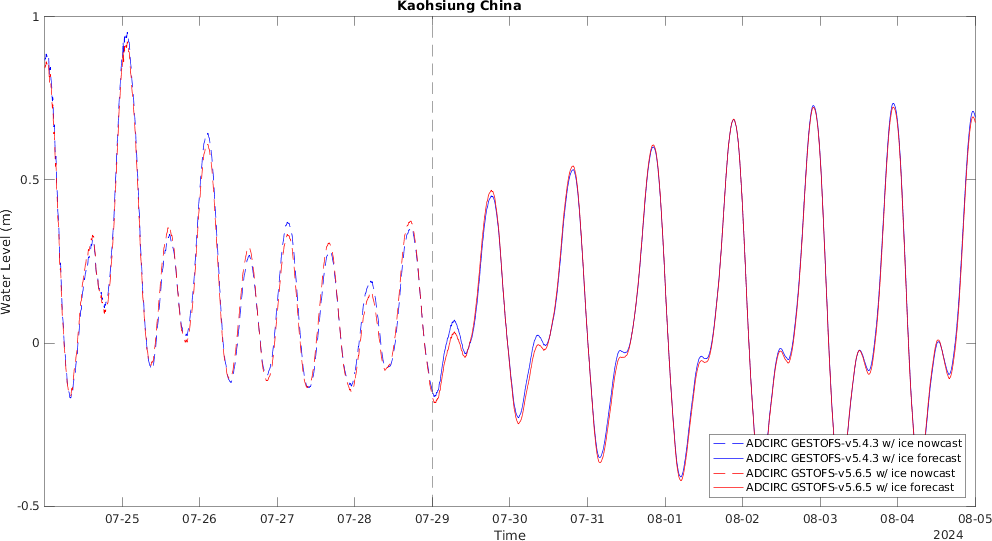 Kaohsiung China
1
0.5
0
-0.5
Water Level (m)
07-25 07-26 07-27 07-28 07-29 07-30 07-31 08-01 08-02 08-03 08-04 08-05
Time
2024
ADCIRC GESTOFS-v5.4.3 w/ ice nowcast
ADCIRC GESTOFS-v5.4.3 w/ ice forecast
ADCIRC GSTOFS-v5.6.5 w/ ice nowcast
ADCIRC GSTOFS-v5.6.5 w/ ice forecast